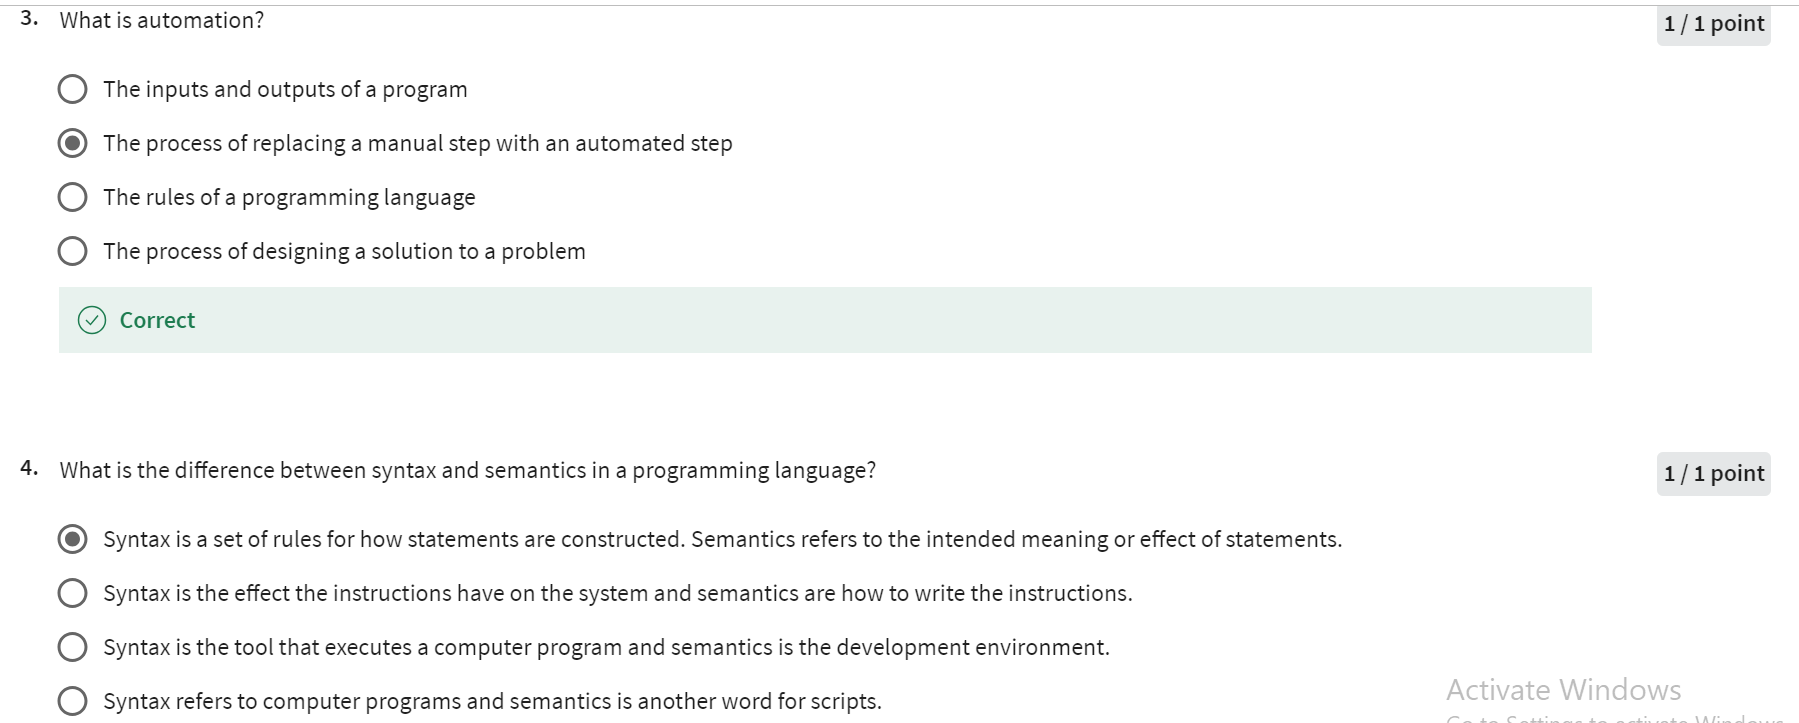 3. What is automation?
1 / 1 point
The inputs and outputs of a program
The process of replacing a manual step with an automated step
The rules of a programming language
The process of designing a solution to a problem
Correct
4. What is the difference between syntax and semantics in a programming language?
1 / 1 point
Syntax is a set of rules for how statements are constructed. Semantics refers to the intended meaning or effect of statements.
Syntax is the effect the instructions have on the system and semantics are how to write the instructions.
Syntax is the tool that executes a computer program and semantics is the development environment.
Syntax refers to computer programs and semantics is another word for scripts.
Activate Windows
Go to Settings to activate Windows